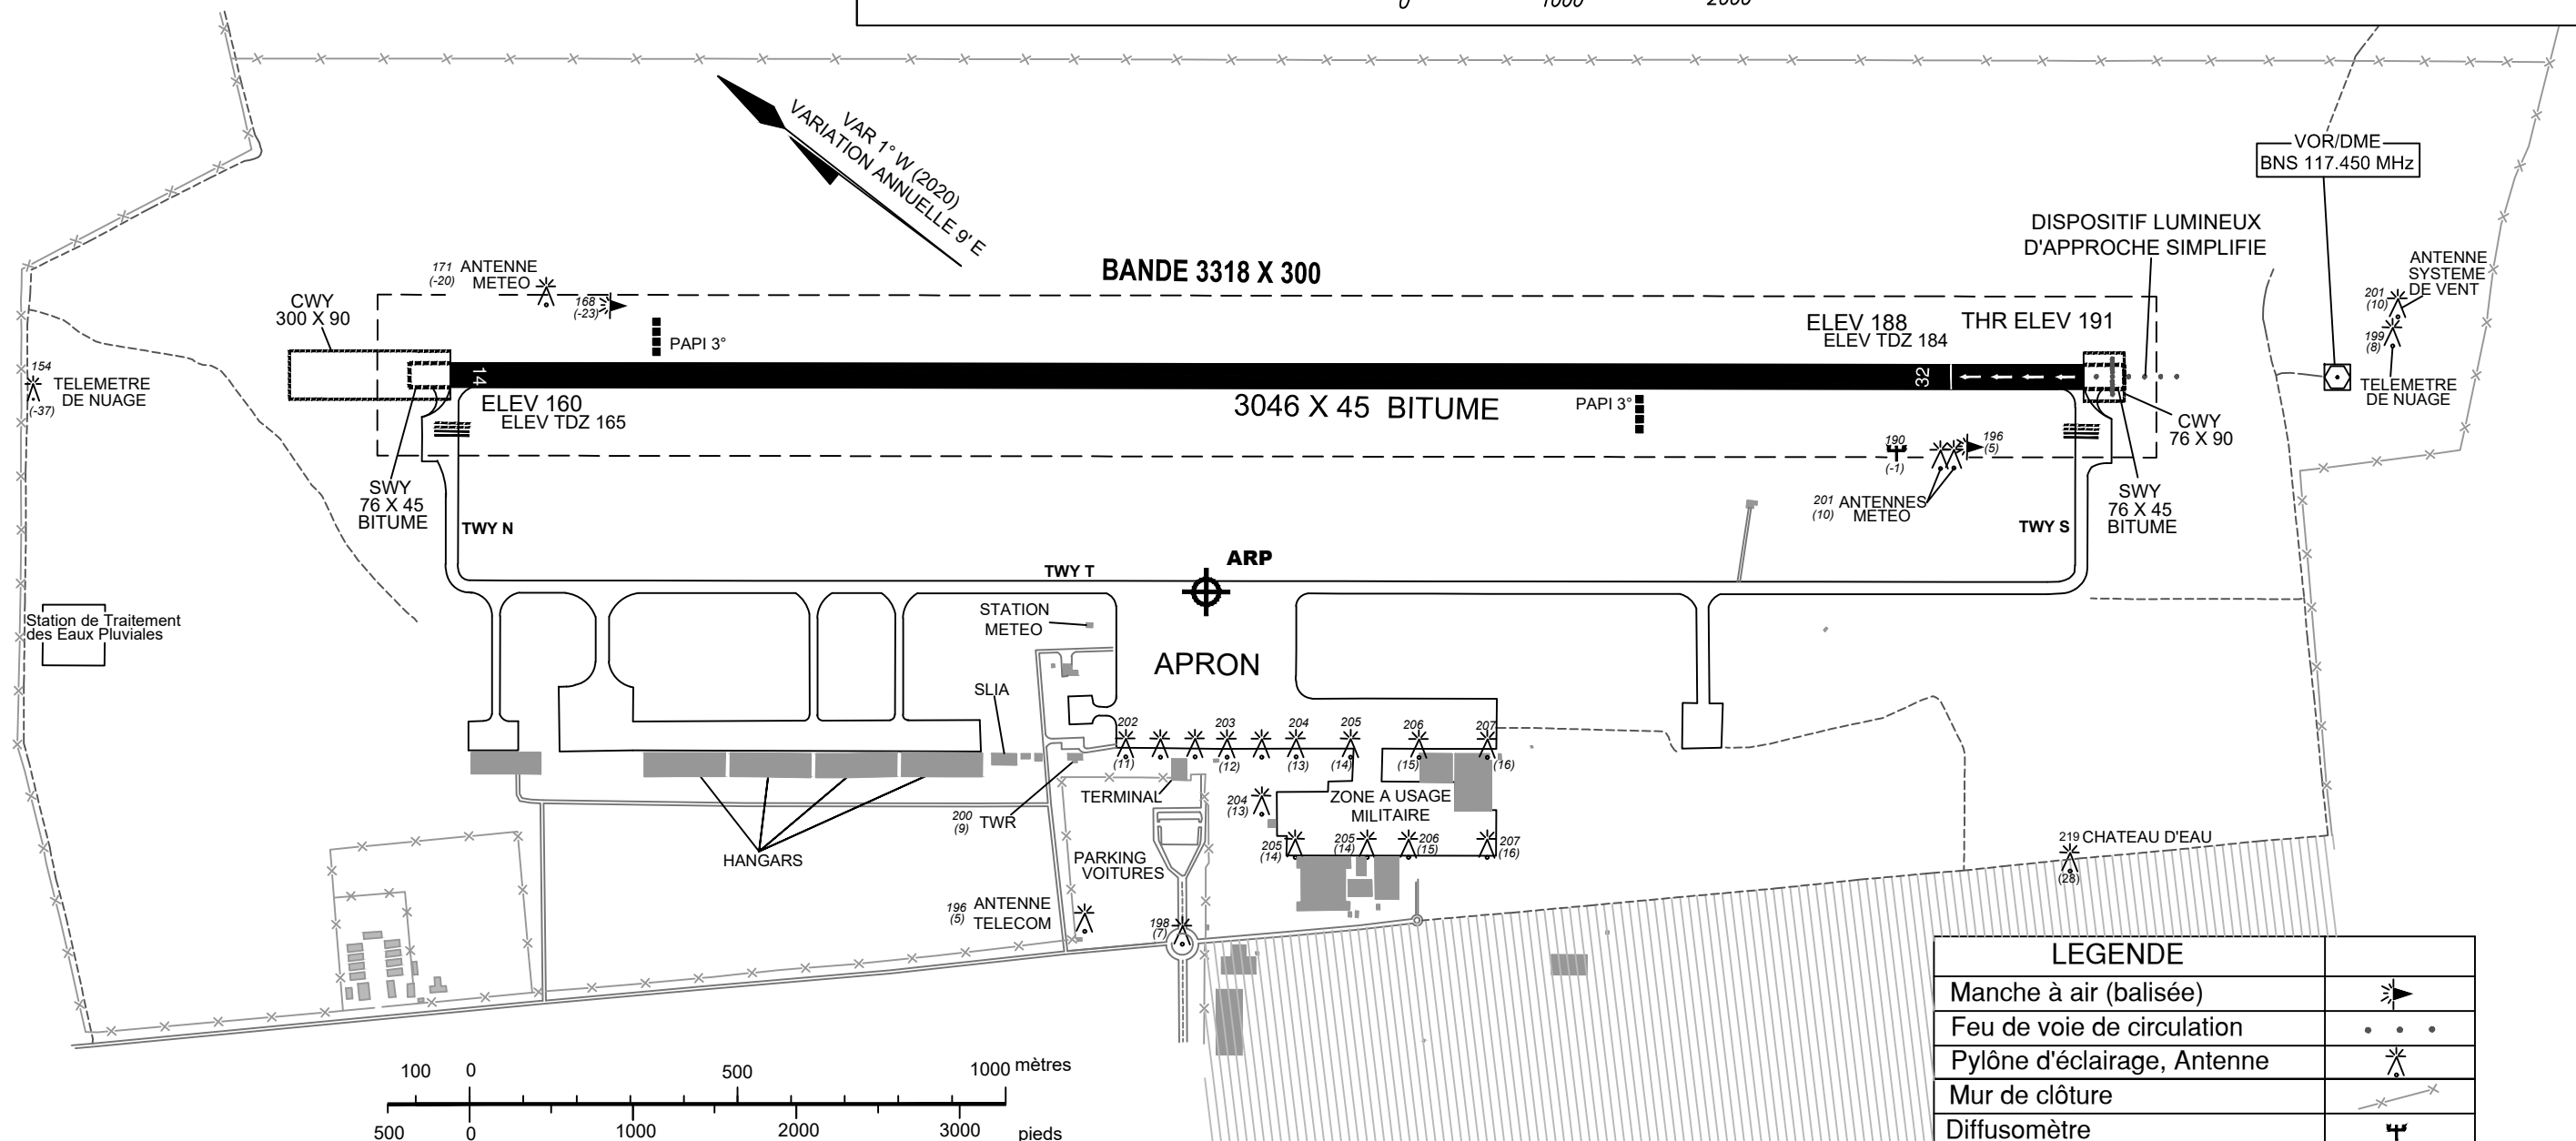 0 1000 2000
VAR 1° W (2020)
VARIATION ANNUELLE 9' E
VOR/DME
BNS 117.450 MHz
DISPOSITIF LUMINEUX
D'APPROCHE SIMPLIFIE
BANDE 3318 X 300
ANTENNE
SYSTEME
DE VENT
201
(10)
199
(8)
TELEMETRE
DE NUAGE
171
(-20)
ANTENNE
METEO
168
(-23)
CWY
300 X 90
PAPI 3°
ELEV 188
ELEV TDZ 184
THR ELEV 191
154
(-37)
TELEMETRE
DE NUAGE
14
32
ELEV 160
ELEV TDZ 165
3046 X 45 BITUME
PAPI 3°
CWY
76 X 90
190
(-1)
196
(5)
SWY
76 X 45
BITUME
201
(10)
ANTENNES
METEO
SWY
76 X 45
BITUME
TWY N
TWY S
TWY T
ARP
Station de Traitement
des Eaux Pluviales
STATION
METEO
APRON
SLIA
202
(11)
203
(12)
204
(13)
205
(14)
206
(15)
207
(16)
TERMINAL
204
(13)
ZONE A USAGE
MILITAIRE
200
(9)
TWR
205
(14)
205
(14)
206
(15)
207
(16)
HANGARS
PARKING
VOITURES
219
CHATEAU D'EAU
(28)
196
(5)
ANTENNE
TELECOM
198
(7)
LEGENDE
Manche à air (balisée)
Feu de voie de circulation
Pylône d'éclairage, Antenne
Mur de clôture
Diffusomètre
100 0 500 1000 mètres
500 0 1000 2000 3000 pieds